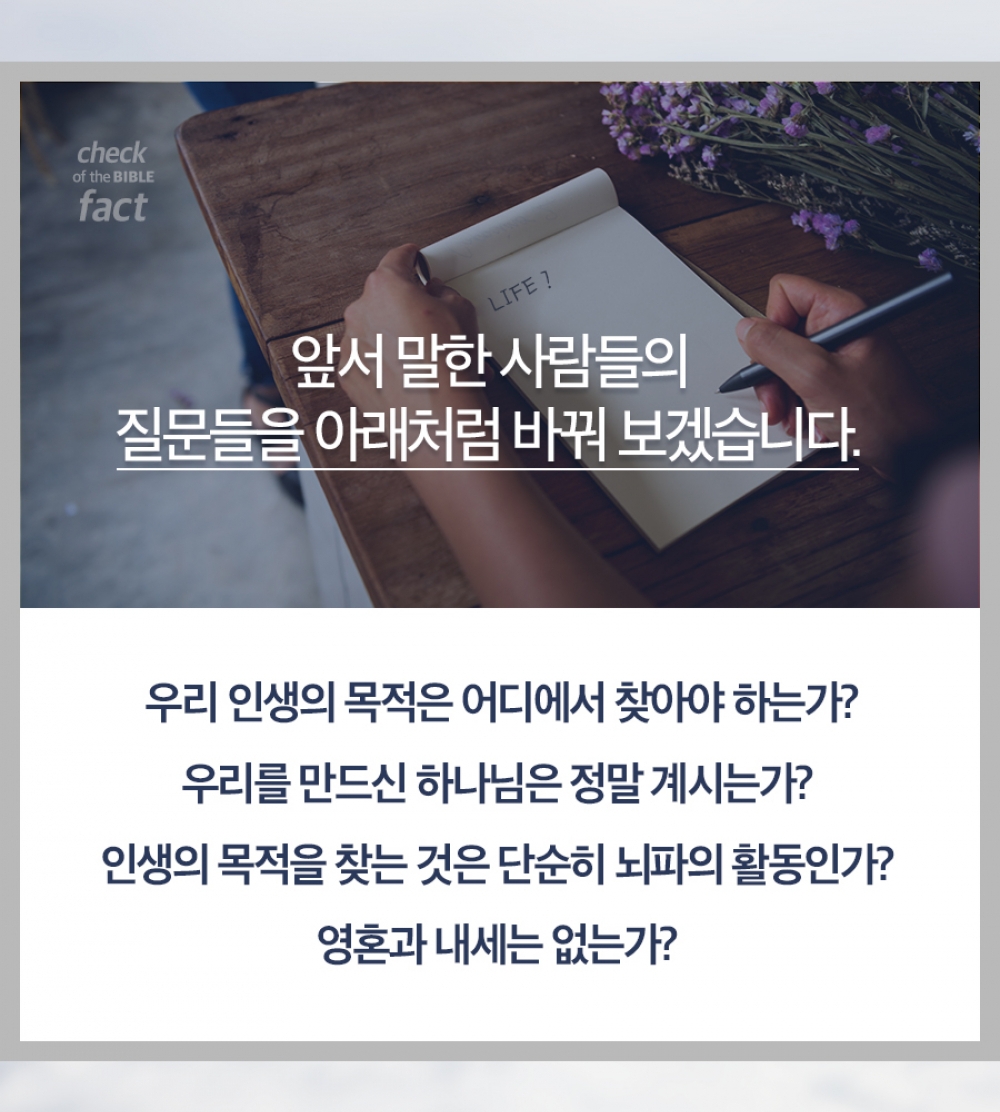 check
of the BIBLE
fact
LIFE ?
앞서 말한 사람들의
질문들을 아래처럼 바꿔 보겠습니다.
우리 인생의 목적은 어디에서 찾아야 하는가?
우리를 만드신 하나님은 정말 계시는가?
인생의 목적을 찾는 것은 단순히 뇌파의 활동인가?
영혼과 내세는 없는가?